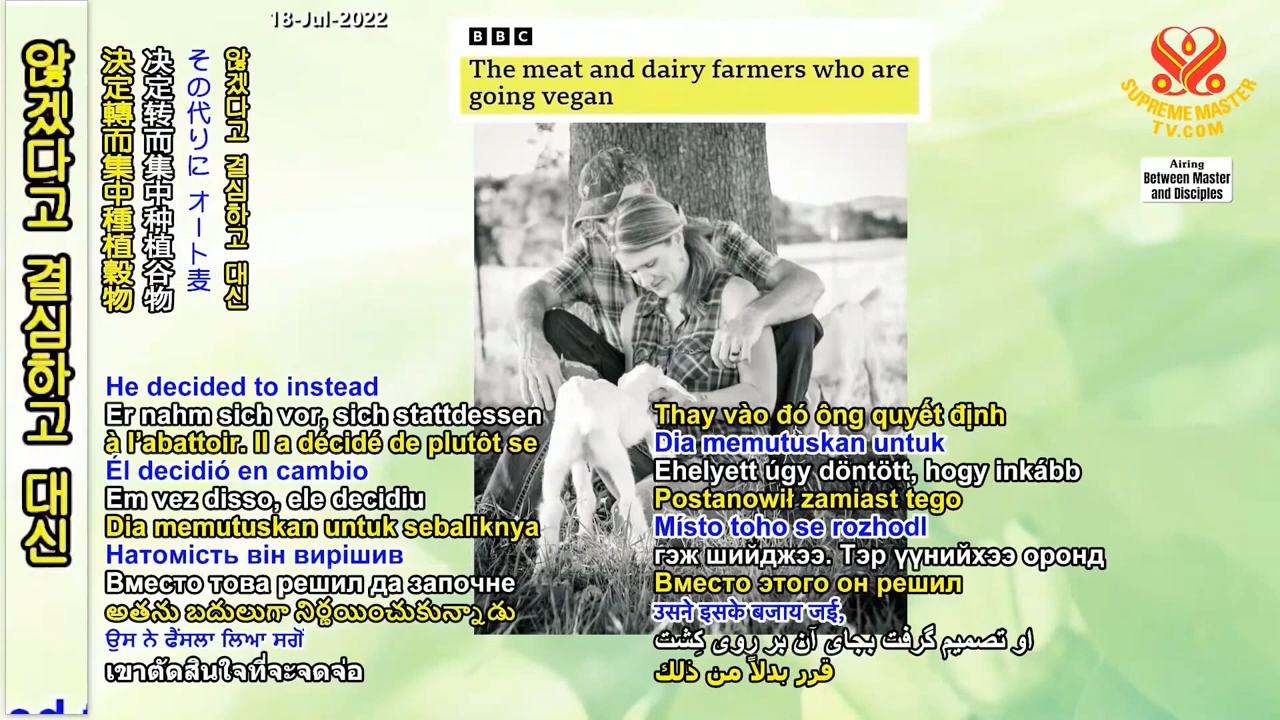 18-Jul-2022
BBC
The meat and dairy farmers who are
going vegan
SUPREME MASTER
TV.COM
Airing
Between Master
and Disciples
않겠다고 결심하고 대신
決定轉而集中種植穀物
决定转而集中种植谷物
その代りに オート麦
않겠다고 결심하고 대신
He decided to instead
Er nahm sich vor, sich stattdessen
à l'abattoir. Il a décidé de plutôt se
Él decidió en cambio
Em vez disso, ele decidiu
Dia memutuskan untuk sebaliknya
Натомість він вирішив
Вместо това решил да започне
అతను బదులుగా నిర్ణయించుకున్నాడు
ਉਸ ਨੇ ਫੈਂਸਲਾ ਲਿਆ ਸਗੋਂ
เขาตัดสินใจที่จะจดจ่อ
Thay vào đó ông quyết định
Dia memutuskan untuk
Ehelyett úgy döntött, hogy inkább
Postanowił zamiast tego
Místo toho se rozhodl
гэж шийджээ. Тэр үүнийхээ оронд
Вместо этого он решил
उसने इसके बजाय जई,
او تصمیم گرفت بجای آن بر روی کِشت
قرر بدلاً من ذلك